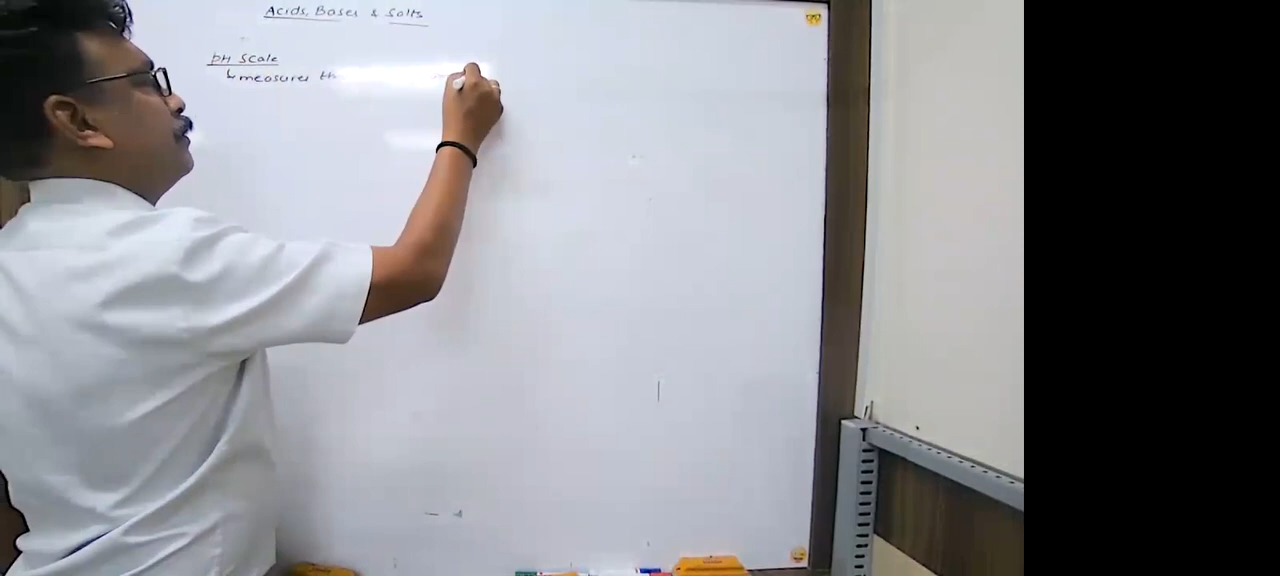 Acids, Bases & Salts
pH Scale
↳ measures th